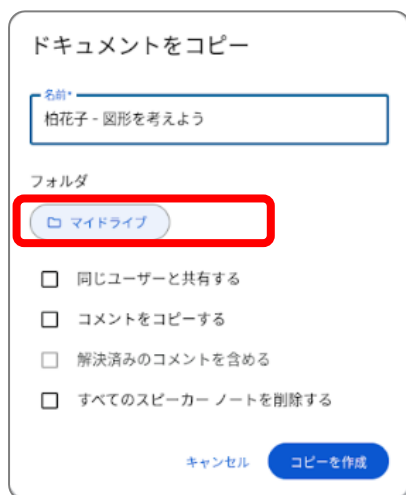 ドキュメントをコピー
名前*
柏花子 - 図形を考えよう
フォルダ
マイドライブ
同じユーザーと共有する
コメントをコピーする
解決済みのコメントを含める
すべてのスピーカー ノートを削除する
キャンセル コピーを作成